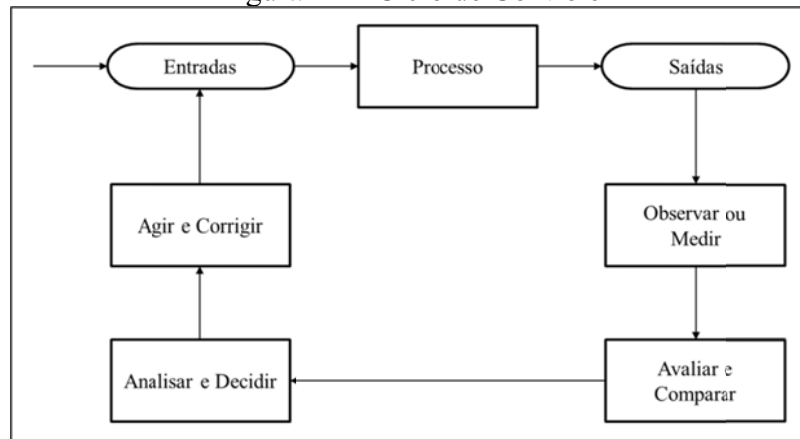 Entradas
Processo
Saídas
Agir e Corrigir
Observar ou
Medir
Analisar e Decidir
Avaliar e
Comparar